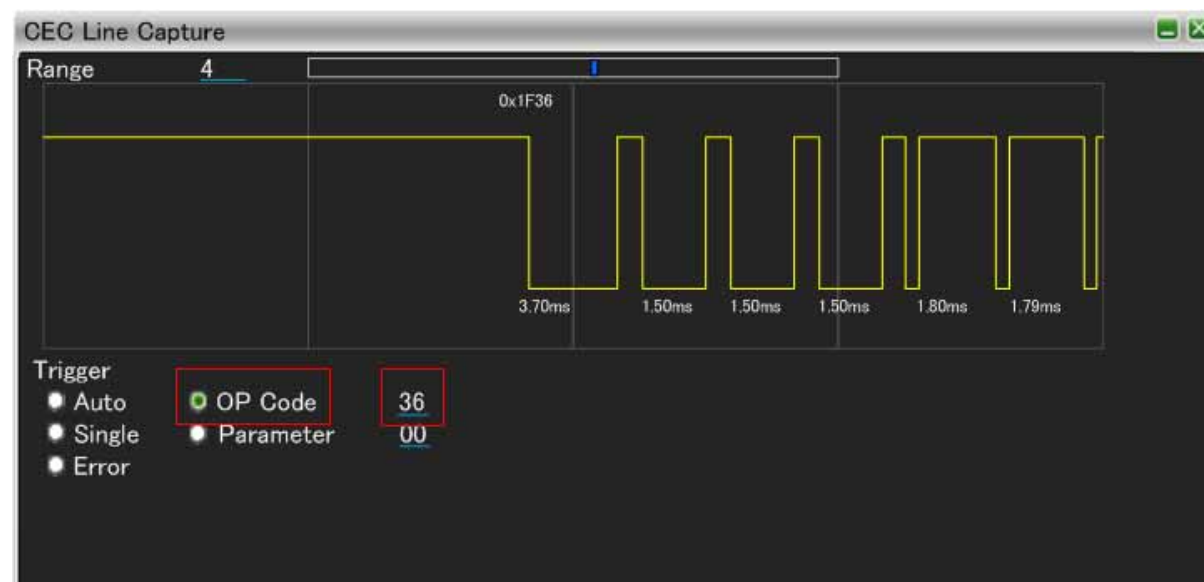 CEC Line Capture
Range 4
0x1F36
3.70ms 1.50ms 1.50ms 1.50ms 1.80ms 1.79ms
Trigger
Auto OP Code 36
Single Parameter 00
Error